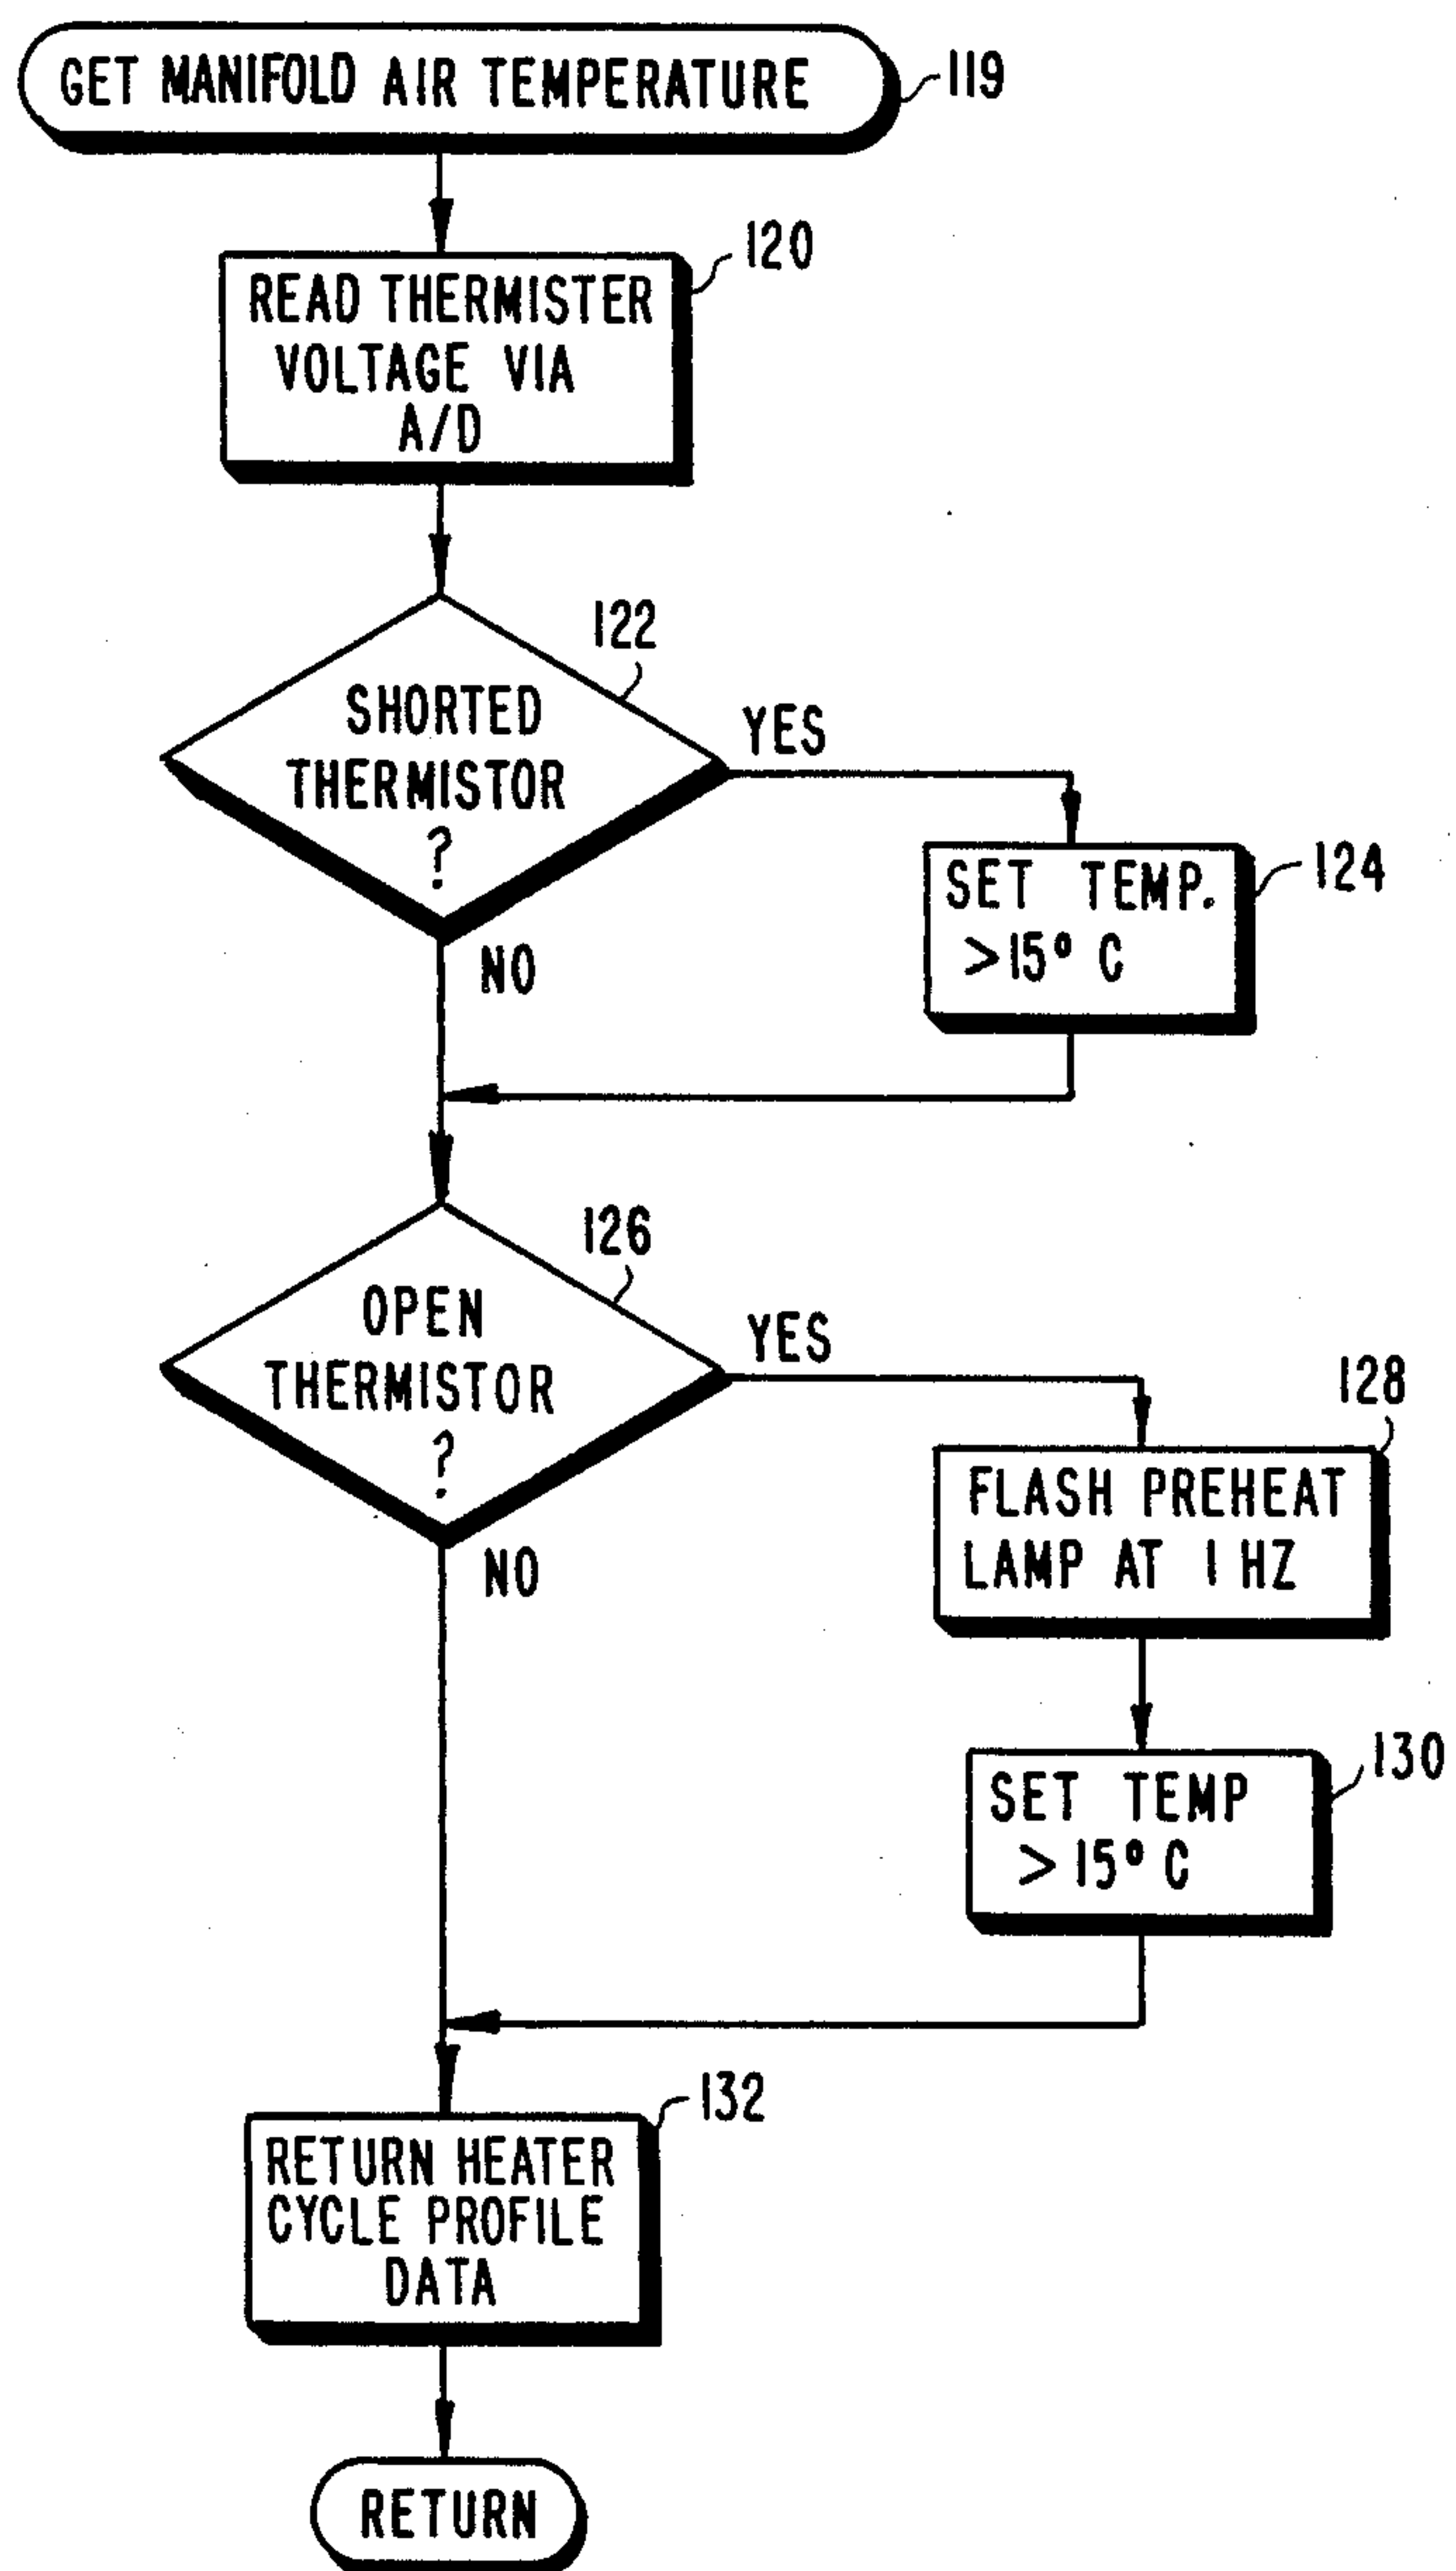 GET MANIFOLD AIR TEMPERATURE
119
120
READ THERMISTER
VOLTAGE VIA
A/D
122
SHORTED
THERMISTOR
?
YES
NO
124
SET TEMP.
>15° C
126
OPEN
THERMISTOR
?
YES
NO
128
FLASH PREHEAT
LAMP AT 1 HZ
130
SET TEMP
>15° C
132
RETURN HEATER
CYCLE PROFILE
DATA
RETURN